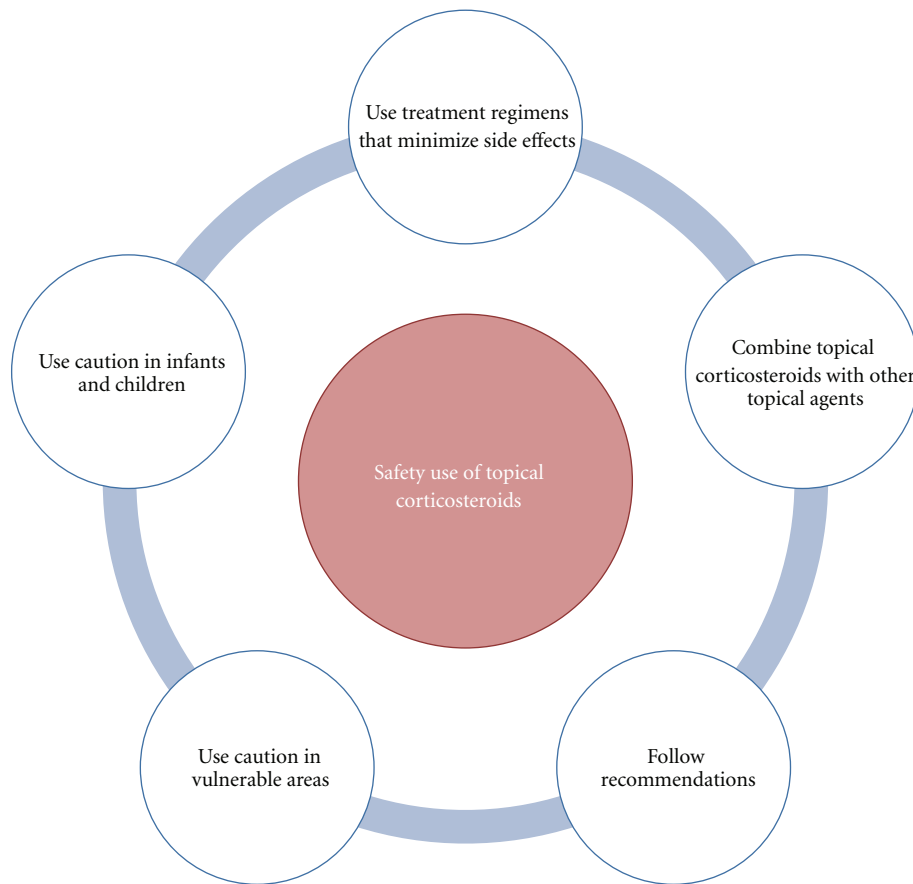 Use treatment regimens
that minimize side effects
Combine topical
corticosteroids with other
topical agents
Follow
recommendations
Use caution in
vulnerable areas
Use caution in infants
and children
Safety use of topical
corticosteroids